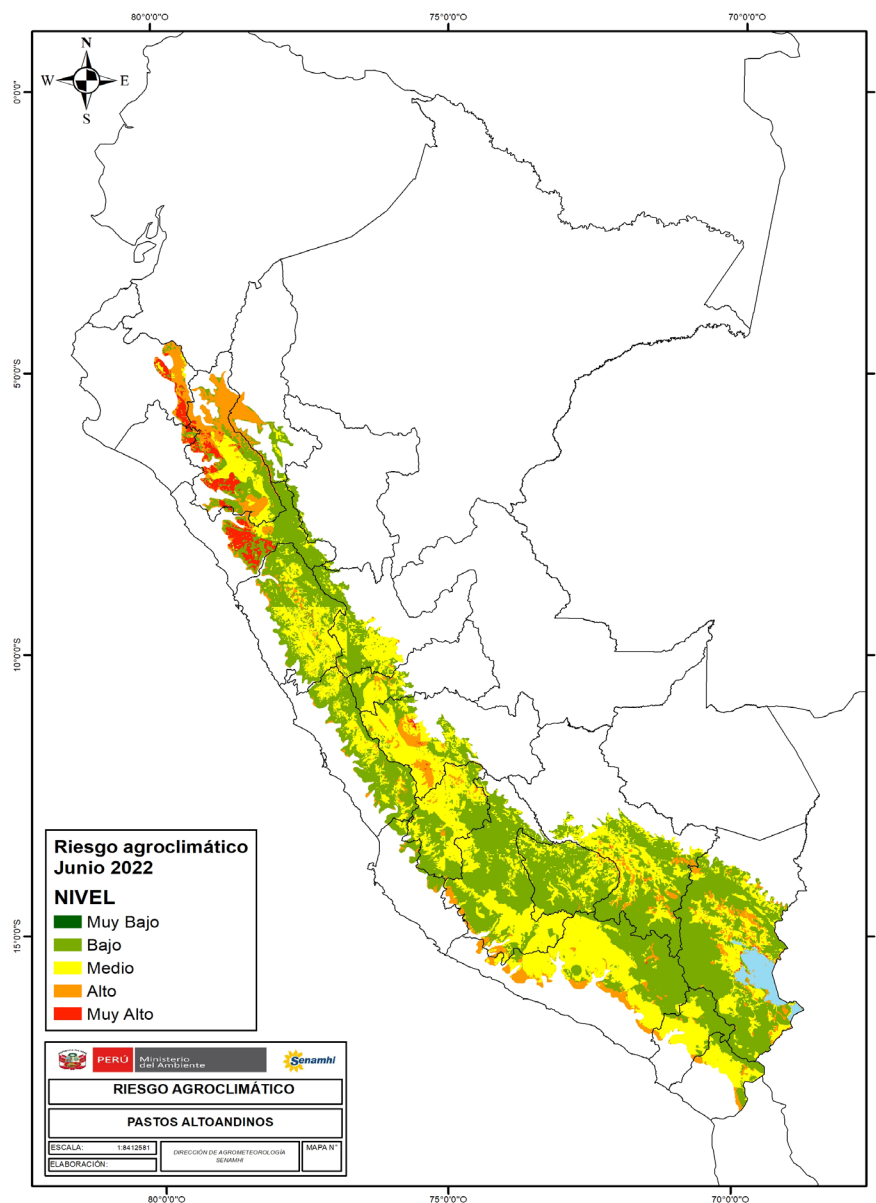 80°0'0"O 75°0'0"O 70°0'0"O
N
W E
S
0°0'0"
5°0'0"S
10°0'0"S
15°0'0"S
Riesgo agroclimático
Junio 2022
NIVEL
Muy Bajo
Bajo
Medio
Alto
Muy Alto
PERÚ Ministerio
del Ambiente
Senamhi
RIESGO AGROCLIMÁTICO
PASTOS ALTOANDINOS
ESCALA: 1:8412581
DIRECCIÓN DE AGROMETEOROLOGÍA
SENAMHI
MAPA N°
ELABORACIÓN:
80°0'0"O 75°0'0"O 70°0'0"O